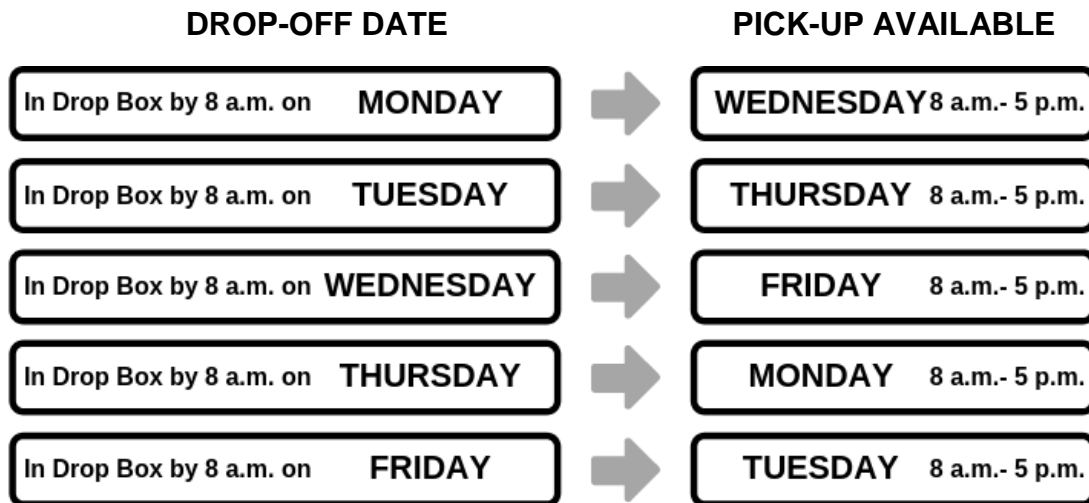 DROP-OFF DATE PICK-UP AVAILABLE
In Drop Box by 8 a.m. on MONDAY WEDNESDAY 8 a.m.- 5 p.m.
In Drop Box by 8 a.m. on TUESDAY THURSDAY 8 a.m.- 5 p.m.
In Drop Box by 8 a.m. on WEDNESDAY FRIDAY 8 a.m.- 5 p.m.
In Drop Box by 8 a.m. on THURSDAY MONDAY 8 a.m.- 5 p.m.
In Drop Box by 8 a.m. on FRIDAY TUESDAY 8 a.m.- 5 p.m.